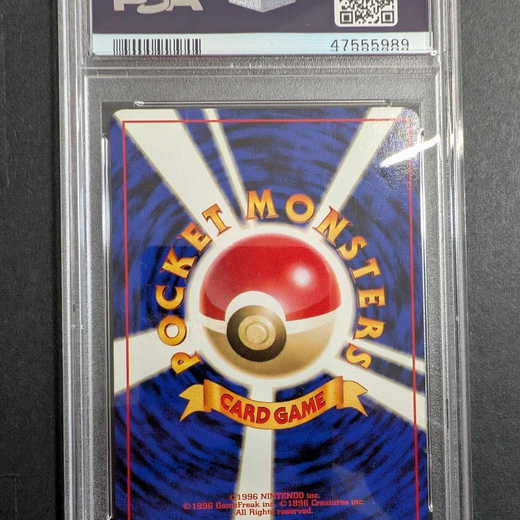 PSA
47555989
POCKET MONSTERS
CARD GAME
©1996 NINTENDO inc.
©1996 GameFreak inc. ©1996 Creatures inc.
All Rights Reserved.